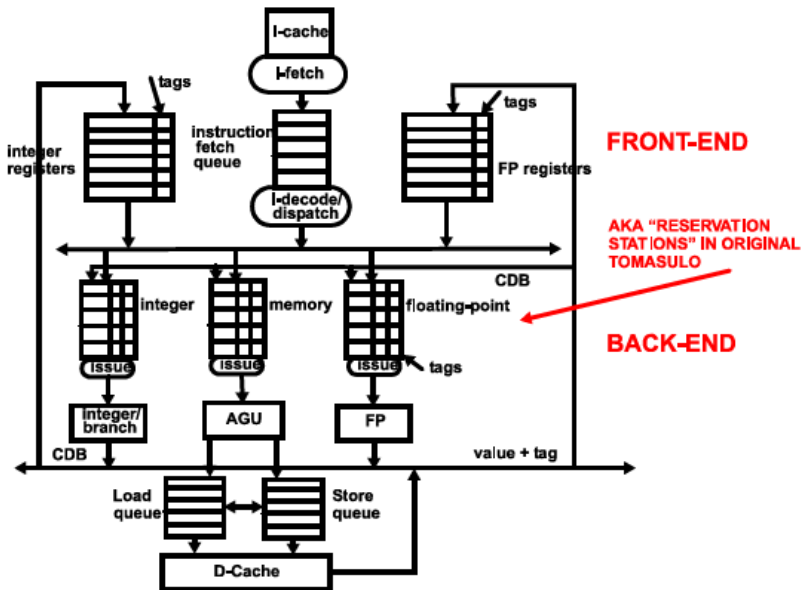 I-cache
I-fetch
tags
tags
integer
registers
instruction
fetch
queue
FP registers
FRONT-END
I-decode/
dispatch
AKA "RESERVATION
STATIONS" IN ORIGINAL
TOMASULO
CDB
integer
memory
floating-point
BACK-END
issue
issue
issue
tags
Integer/
branch
AGU
FP
CDB
value + tag
Load
queue
Store
queue
D-Cache